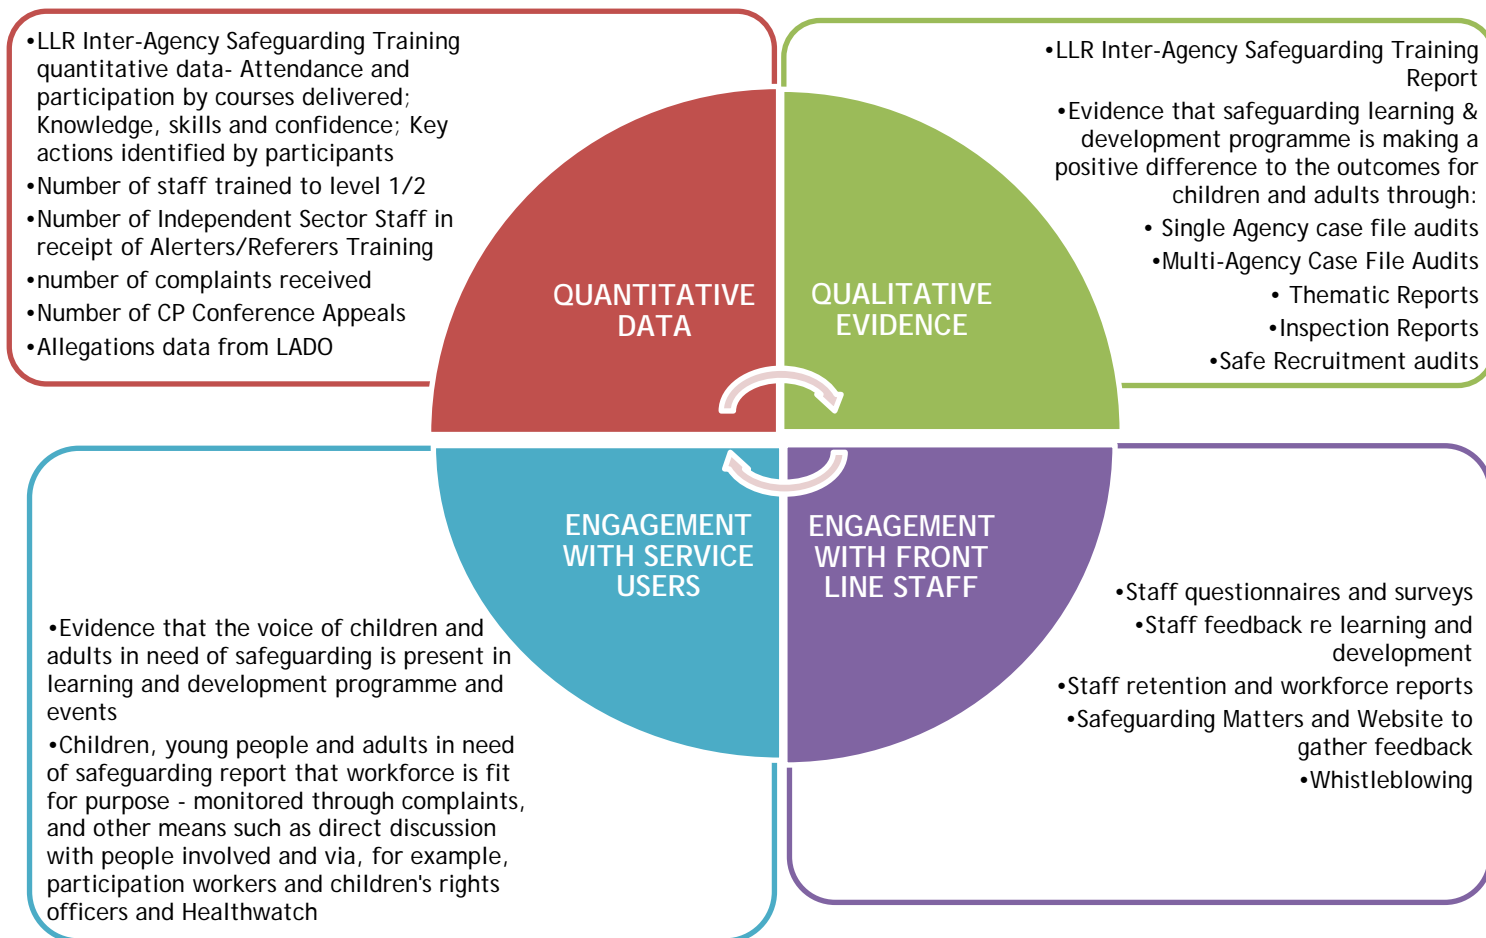 •LLR Inter-Agency Safeguarding Training
quantitative data- Attendance and
participation by courses delivered;
Knowledge, skills and confidence; Key
actions identified by participants
•Number of staff trained to level 1/2
•Number of Independent Sector Staff in
receipt of Alerters/Referers Training
•number of complaints received
•Number of CP Conference Appeals
•Allegations data from LADO
•LLR Inter-Agency Safeguarding Training
Report
•Evidence that safeguarding learning &
development programme is making a
positive difference to the outcomes for
children and adults through:
• Single Agency case file audits
•Multi-Agency Case File Audits
• Thematic Reports
•Inspection Reports
•Safe Recruitment audits
QUANTITATIVE
DATA
QUALITATIVE
EVIDENCE
ENGAGEMENT
WITH SERVICE
USERS
ENGAGEMENT
WITH FRONT
LINE STAFF
•Evidence that the voice of children and
adults in need of safeguarding is present in
learning and development programme and
events
•Children, young people and adults in need
of safeguarding report that workforce is fit
for purpose - monitored through complaints,
and other means such as direct discussion
with people involved and via, for example,
participation workers and children's rights
officers and Healthwatch
•Staff questionnaires and surveys
•Staff feedback re learning and
development
•Staff retention and workforce reports
•Safeguarding Matters and Website to
gather feedback
•Whistleblowing